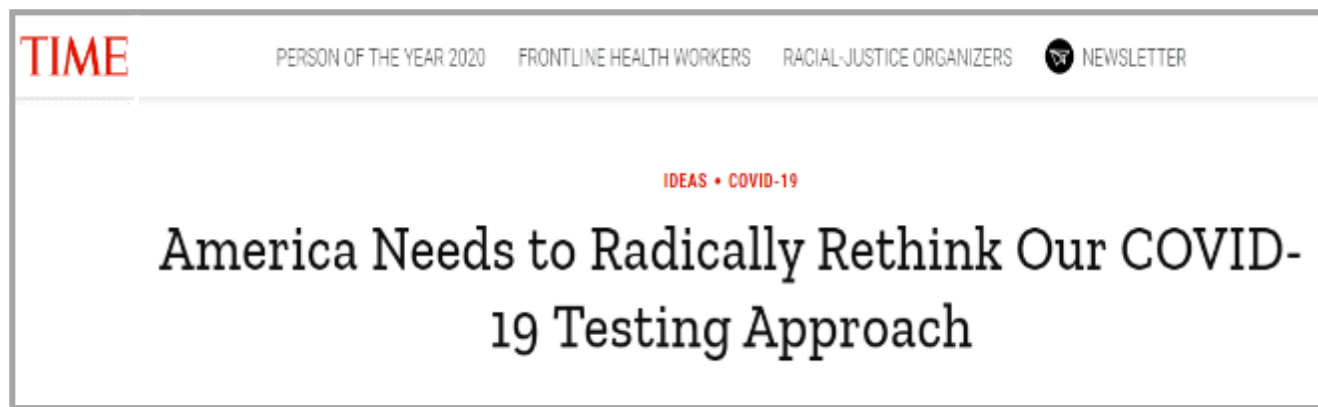 TIME PERSON OF THE YEAR 2020 FRONTLINE HEALTH WORKERS RACIAL-JUSTICE ORGANIZERS NEWSLETTER
IDEAS • COVID-19
America Needs to Radically Rethink Our COVID-
19 Testing Approach